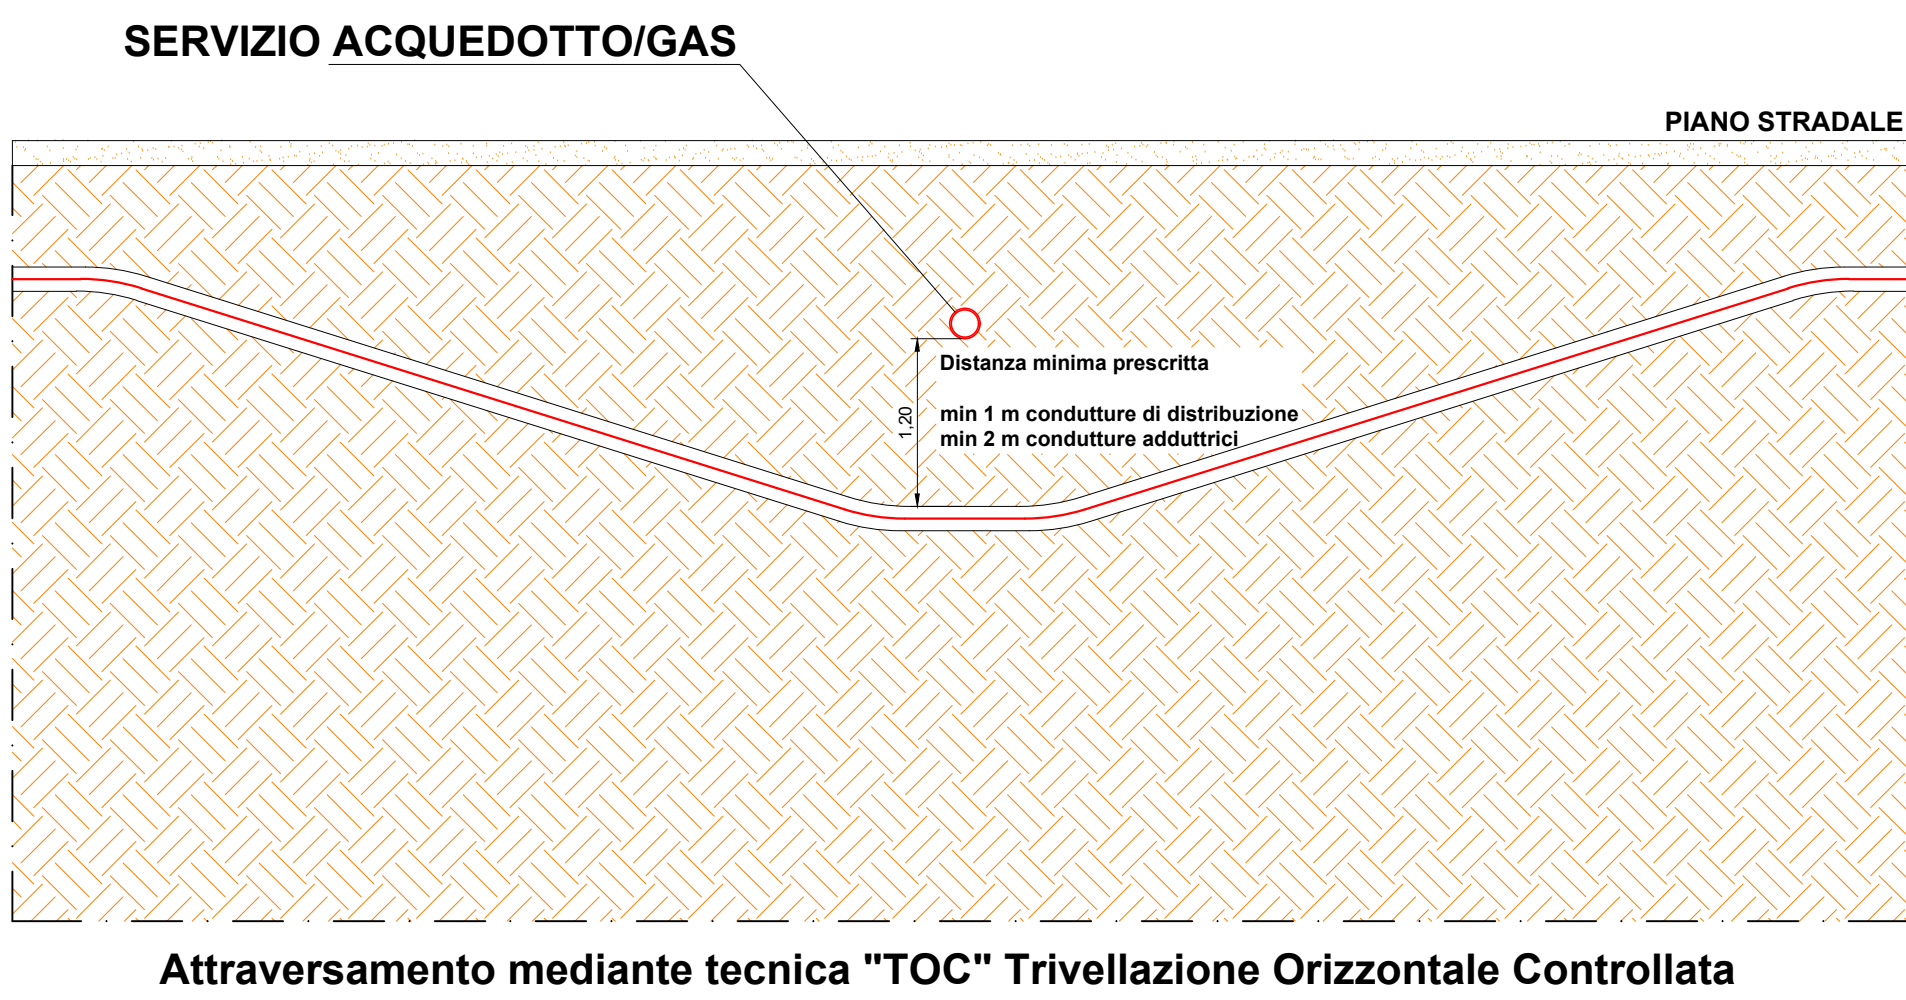 SERVIZIO ACQUEDOTTO/GAS
PIANO STRADALE
Distanza minima prescritta
1,20
min 1 m condutture di distribuzione
min 2 m condutture adduttrici
Attraversamento mediante tecnica "TOC" Trivellazione Orizzontale Controllata